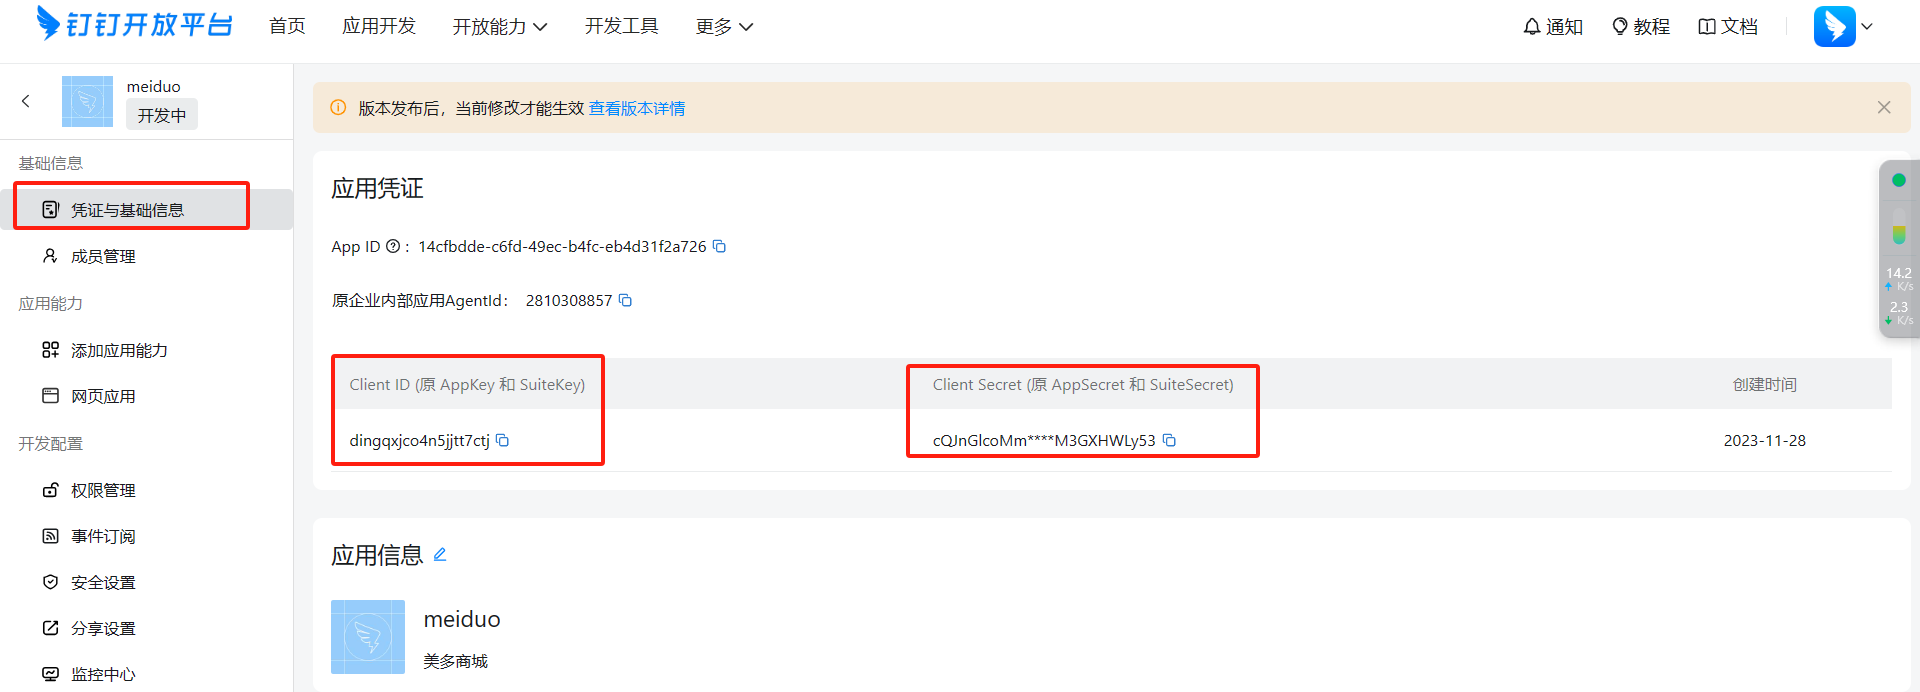 钉钉开放平台 首页 应用开发 开放能力 开发工具 更多 通知 教程 文档
meiduo
开发中
基础信息
凭证与基础信息
成员管理
应用能力
添加应用能力
网页应用
开发配置
权限管理
事件订阅
安全设置
分享设置
监控中心
版本发布后，当前修改才能生效 查看版本详情
应用凭证
App ID ? : 14cfbdde-c6fd-49ec-b4fc-eb4d31f2a726
原企业内部应用AgentId： 2810308857
Client ID (原 AppKey 和 SuiteKey) Client Secret (原 AppSecret 和 SuiteSecret) 创建时间
dingqxjco4n5jjtt7ctj cQJnGlcoMm****M3GXHWLy53 2023-11-28
应用信息
meiduo
美多商城
14.2
K/s
2.3
K/s